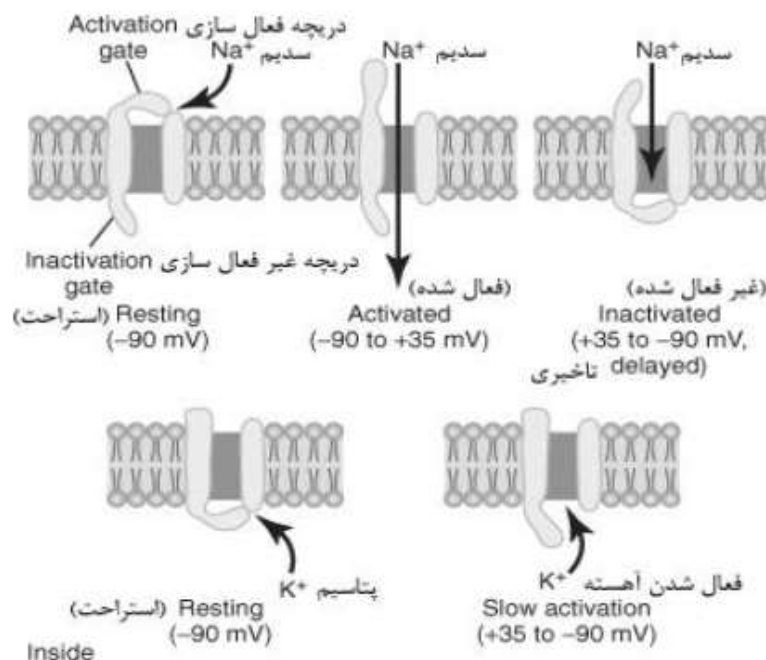 Activation gate دریچه فعال سازی
Na+ سدیم
Na+ سدیم
Na+ سدیم
Inactivation gate دریچه غیر فعال سازی
(استراحت) Resting
(−90 mV)
(فعال شده)
Activated
(−90 to +35 mV)
(غیر فعال شده)
Inactivated
(+35 to −90 mV,
delayed) تاخیری
K+ پتاسیم
(استراحت) Resting
(−90 mV)
K+ فعال شدن آهسته
Slow activation
(+35 to −90 mV)
Inside